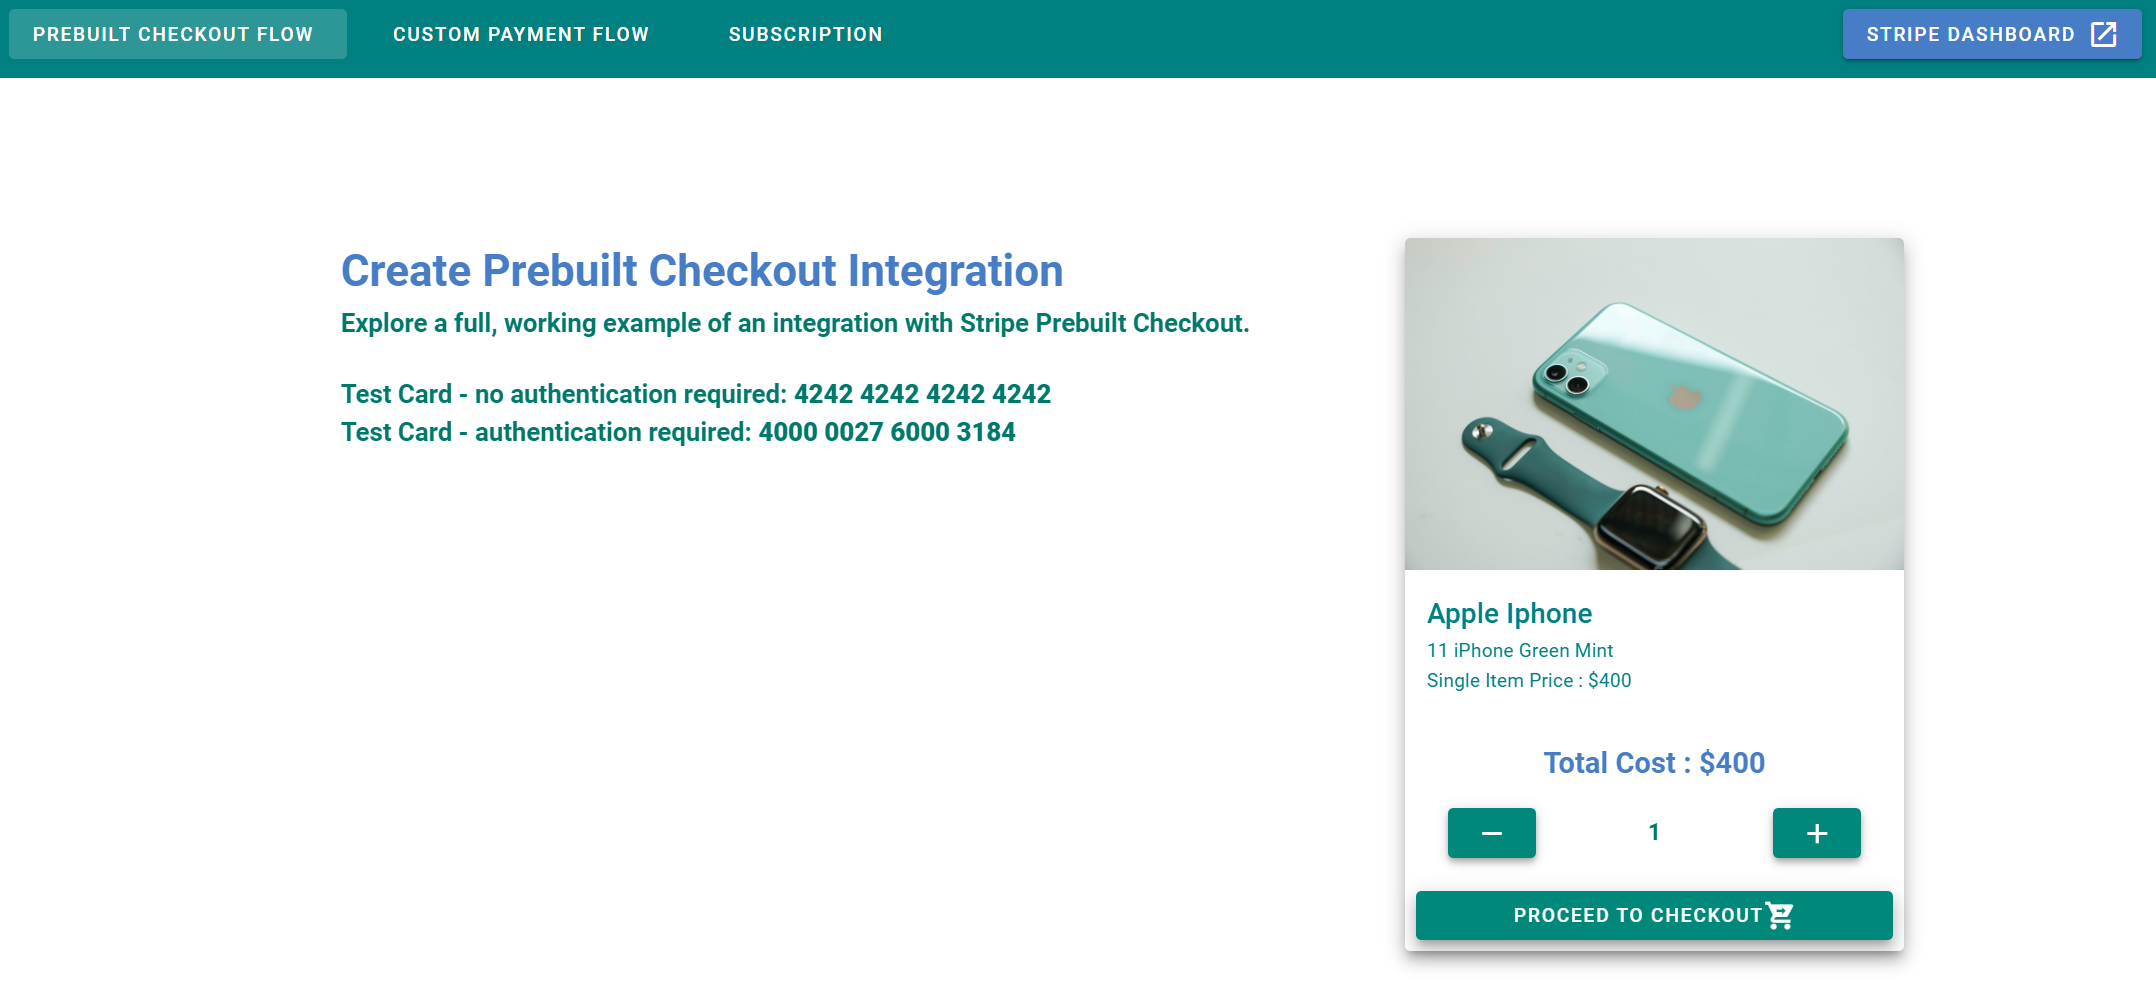 PREBUILT CHECKOUT FLOW
CUSTOM PAYMENT FLOW
SUBSCRIPTION
STRIPE DASHBOARD
Create Prebuilt Checkout Integration
Explore a full, working example of an integration with Stripe Prebuilt Checkout.
Test Card - no authentication required: 4242 4242 4242 4242
Test Card - authentication required: 4000 0027 6000 3184
Apple Iphone
11 iPhone Green Mint
Single Item Price : $400
Total Cost : $400
1
PROCEED TO CHECKOUT